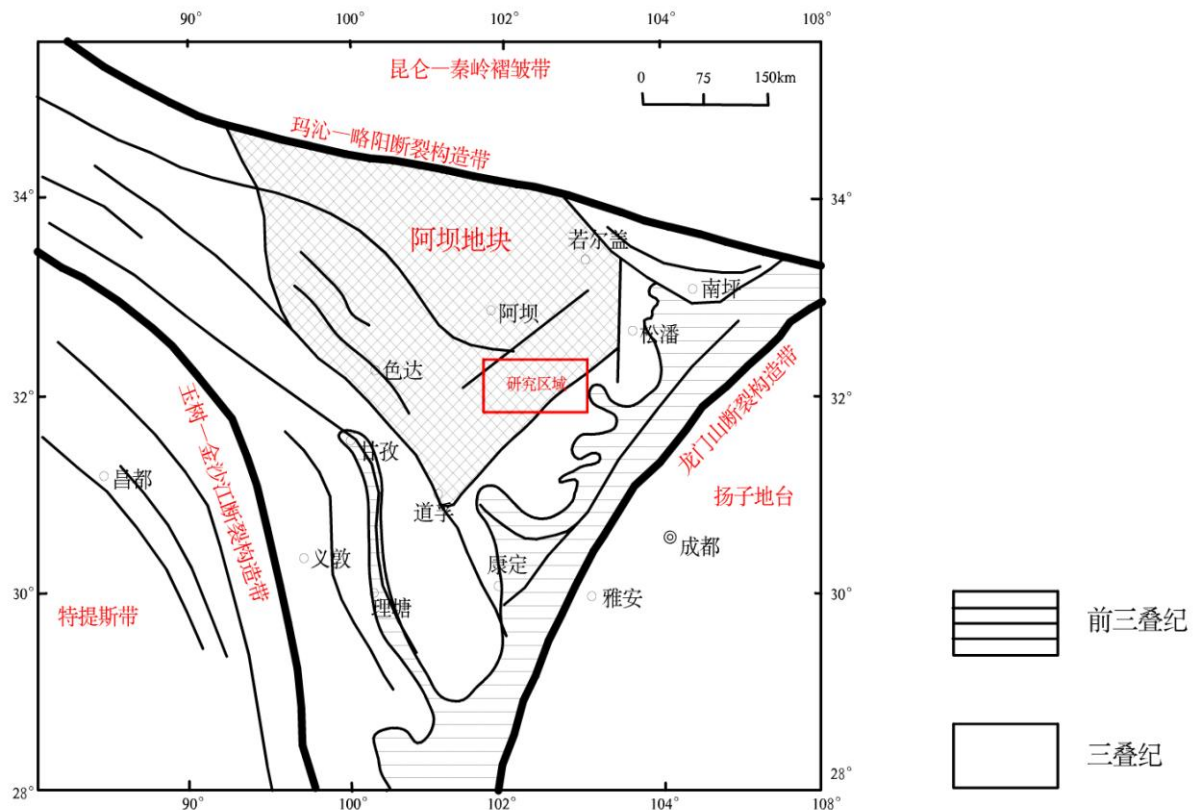 90°
100°
102°
104°
108°
昆仑—秦岭褶皱带
0 75 150km
玛沁—略阳断裂构造带
34°
34°
阿坝地块
若尔盖
南坪
阿坝
松潘
色达
研究区域
32°
32°
龙门山断裂构造带
玉树—金沙江断裂构造带
甘孜
昌都
道孚
扬子地台
成都
义敦
康定
30°
30°
雅安
理塘
特提斯带
前三叠纪
三叠纪
28°
28°
90°
100°
102°
104°
108°